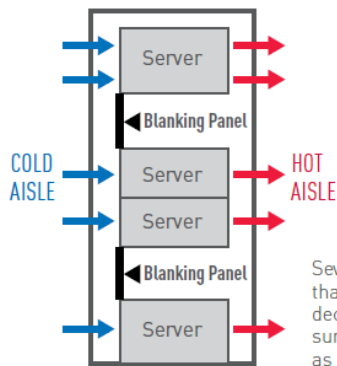 Server
Blanking Panel
COLD
AISLE
Server
HOT
AISLE
Server
Blanking Panel
Server